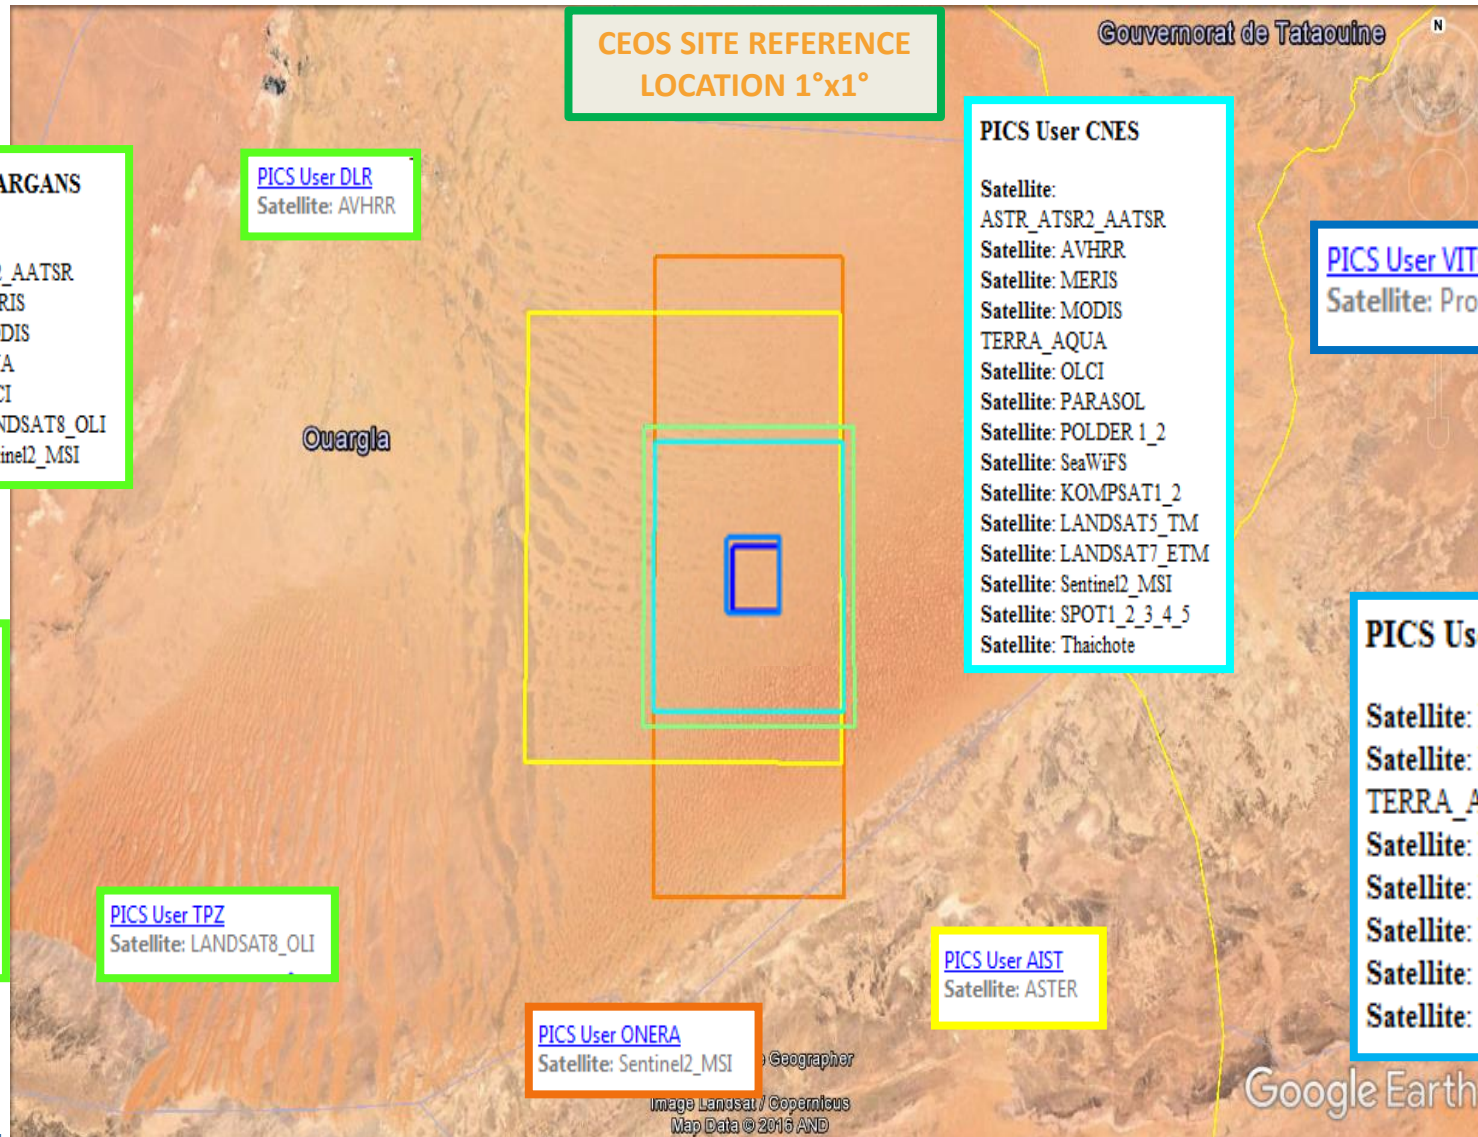 CEOS SITE REFERENCE
LOCATION 1°x1°
Gouvernorat de Tataouine
N
ARGANS
_AATSR
RIS
DIS
A
CI
NDSAT8_OLI
tinel2_MSI
PICS User DLR
Satellite: AVHRR
Ouargla
PICS User CNES
Satellite:
ASTR_ATSR2_AATSR
Satellite: AVHRR
Satellite: MERIS
Satellite: MODIS
TERRA_AQUA
Satellite: OLCI
Satellite: PARASOL
Satellite: POLDER 1_2
Satellite: SeaWiFS
Satellite: KOMPSAT1_2
Satellite: LANDSAT5_TM
Satellite: LANDSAT7_ETM
Satellite: Sentinel2_MSI
Satellite: SPOT1_2_3_4_5
Satellite: Thaichote
PICS User VIT
Satellite: Pro
PICS Us
Satellite:
Satellite:
TERRA_A
Satellite:
Satellite:
Satellite:
Satellite:
Satellite:
PICS User TPZ
Satellite: LANDSAT8_OLI
PICS User ONERA
Satellite: Sentinel2_MSI
PICS User AIST
Satellite: ASTER
Geographer
Image Landsat / Copernicus
Map Data © 2016 AND
Google Earth